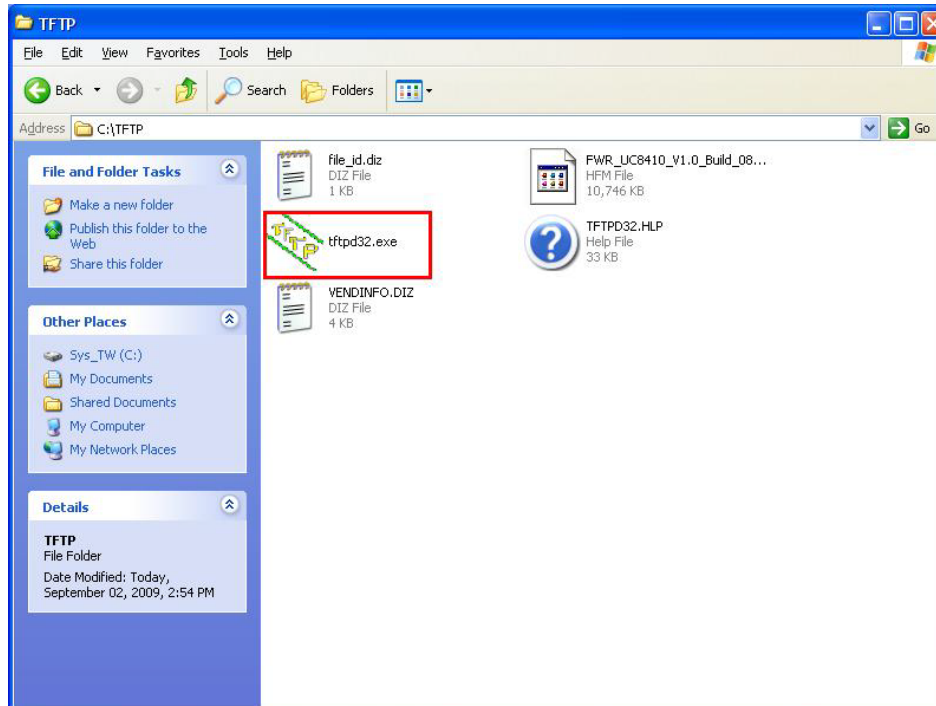 TFTP
File Edit View Favorites Tools Help
Back Search Folders
Address C:\TFTP Go
File and Folder Tasks
Make a new folder
Publish this folder to the
Web
Share this folder
Other Places
Sys_TW (C:)
My Documents
Shared Documents
My Computer
My Network Places
Details
TFTP
File Folder
Date Modified: Today,
September 02, 2009, 2:54 PM
file_id.diz
DIZ File
1 KB
FWR_UC8410_V1.0_Build_08...
HFM File
10,746 KB
TFTP
tftpd32.exe
TFTPD32.HLP
Help File
33 KB
VENDINFO.DIZ
DIZ File
4 KB